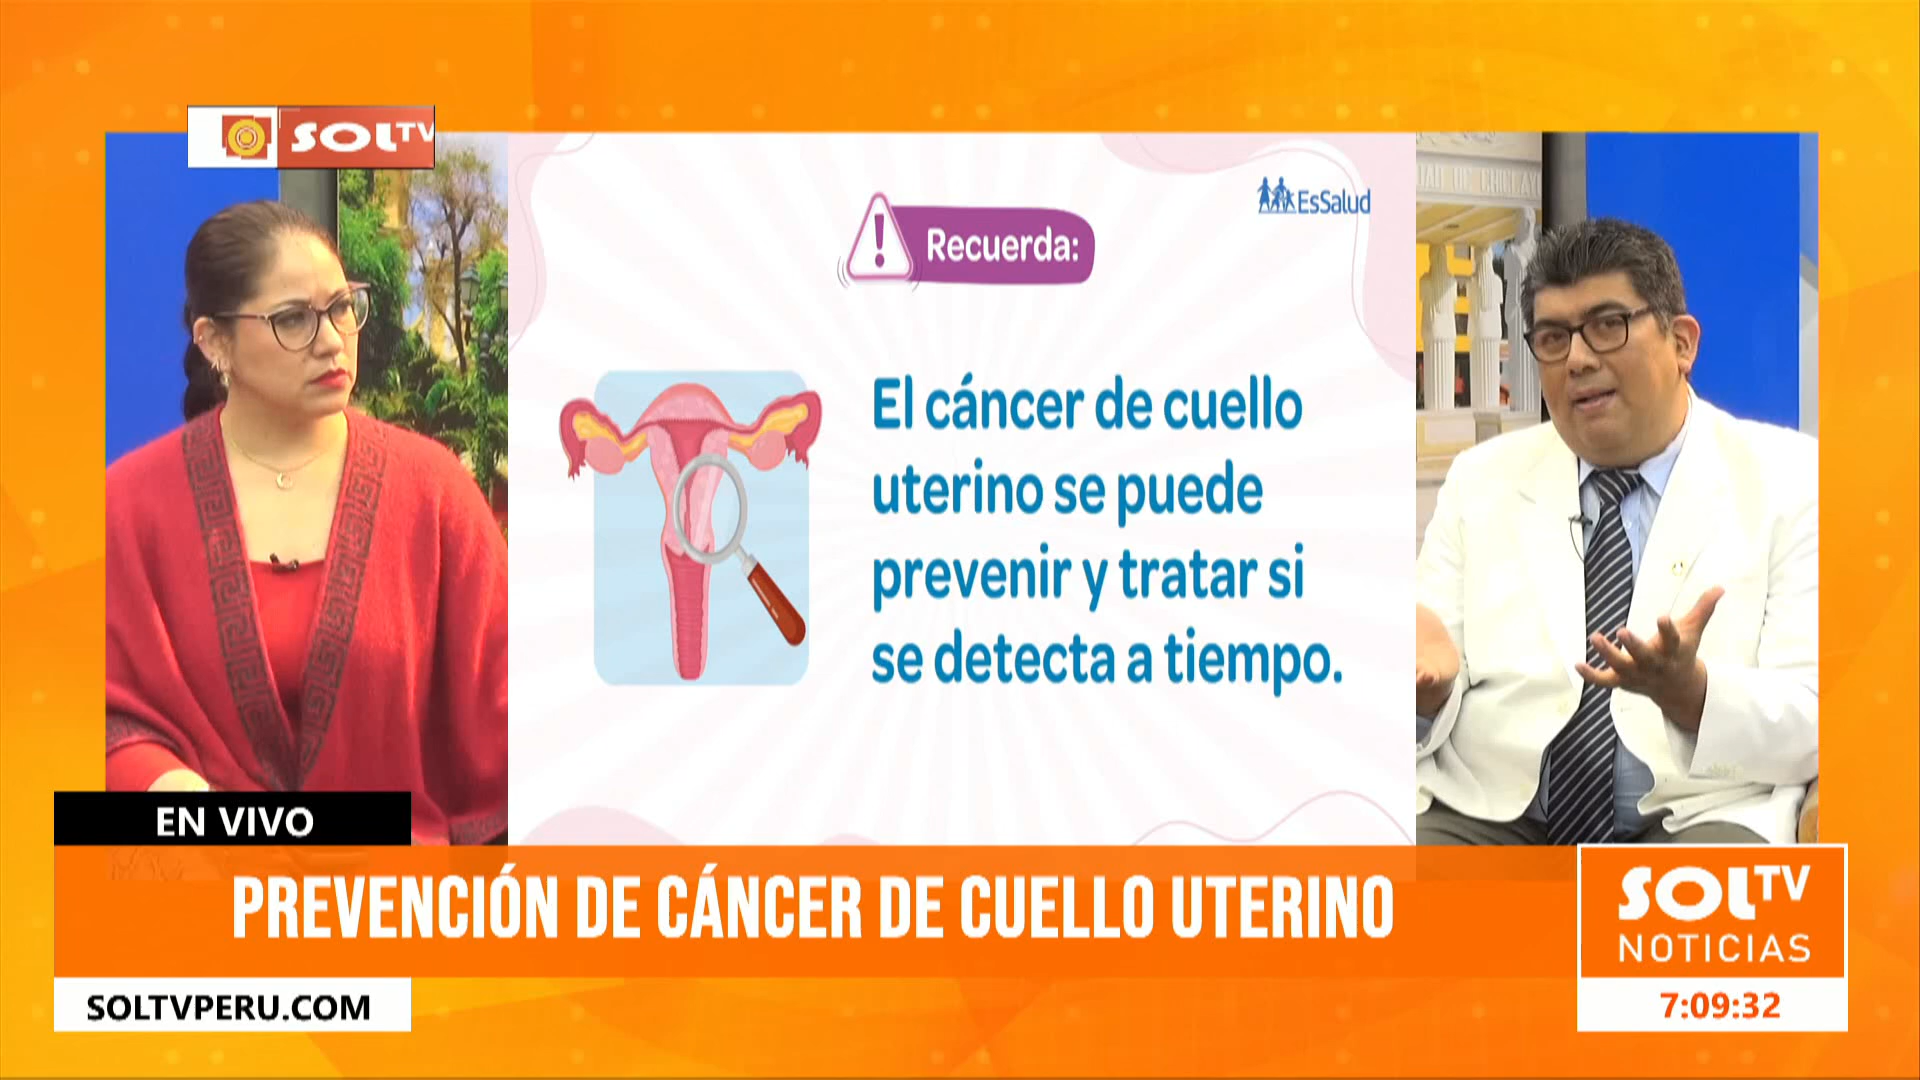 SOLTV
EsSalud
Recuerda:
El cáncer de cuello
uterino se puede
prevenir y tratar si
se detecta a tiempo.
EN VIVO
PREVENCIÓN DE CÁNCER DE CUELLO UTERINO
SOLTV
NOTICIAS
SOLTVPERU.COM
7:09:32